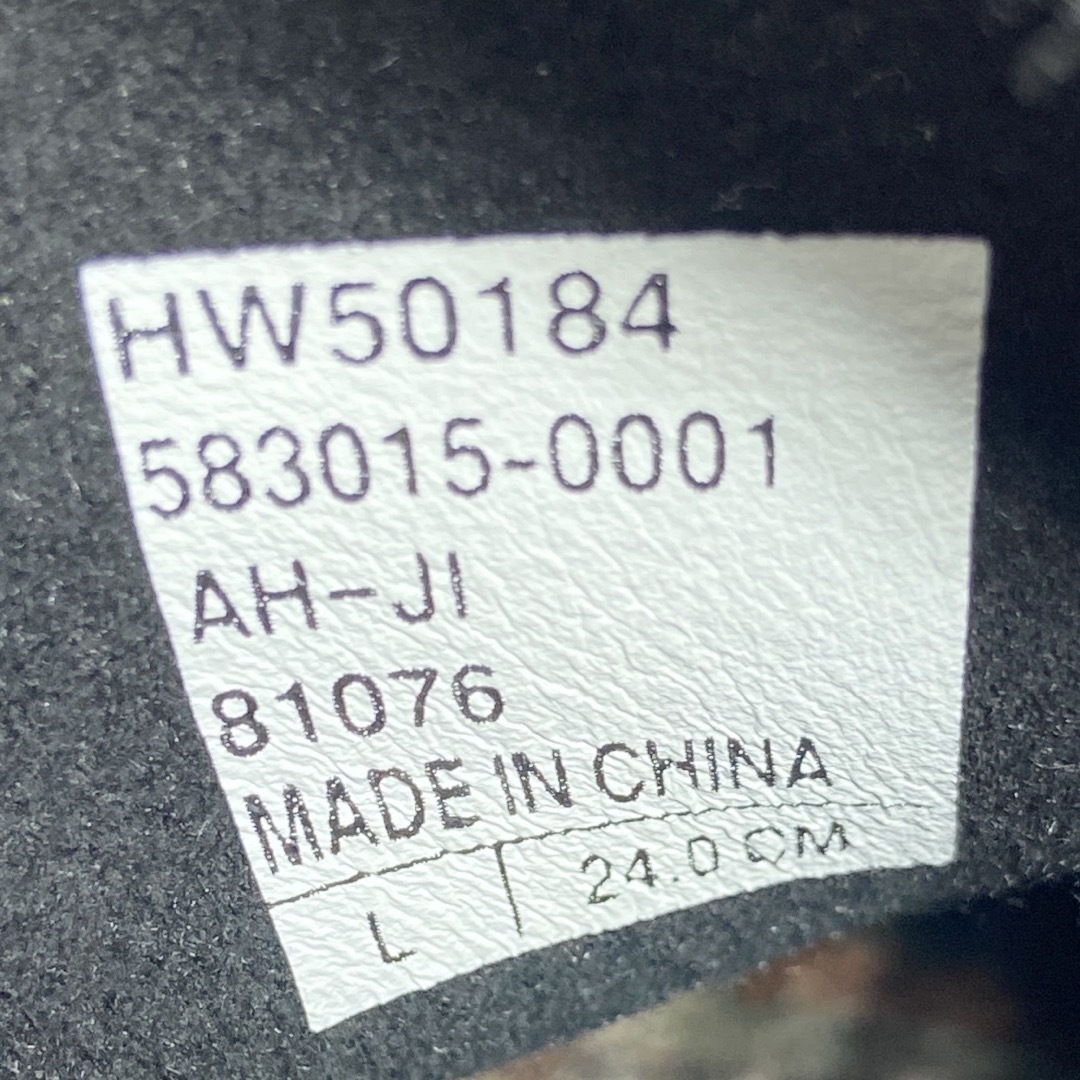 HW50184
583015-0001
AH-JI
81076
MADE IN CHINA
L 24.0 CM